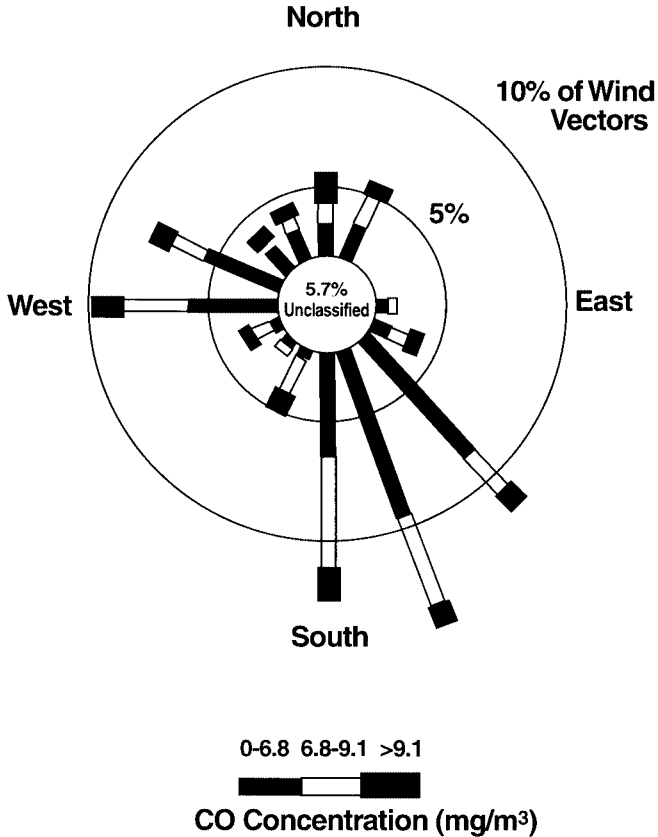 North
10% of Wind
Vectors
5%
5.7%
Unclassified
West
East
South
0-6.8 6.8-9.1 >9.1
CO Concentration (mg/m³)